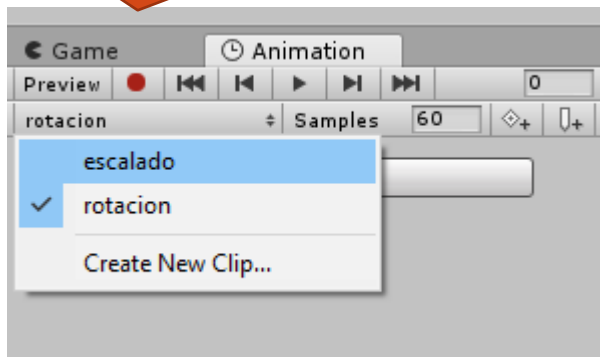 Game Animation
Preview 0
rotacion Samples 60
escalado
rotacion
Create New Clip...